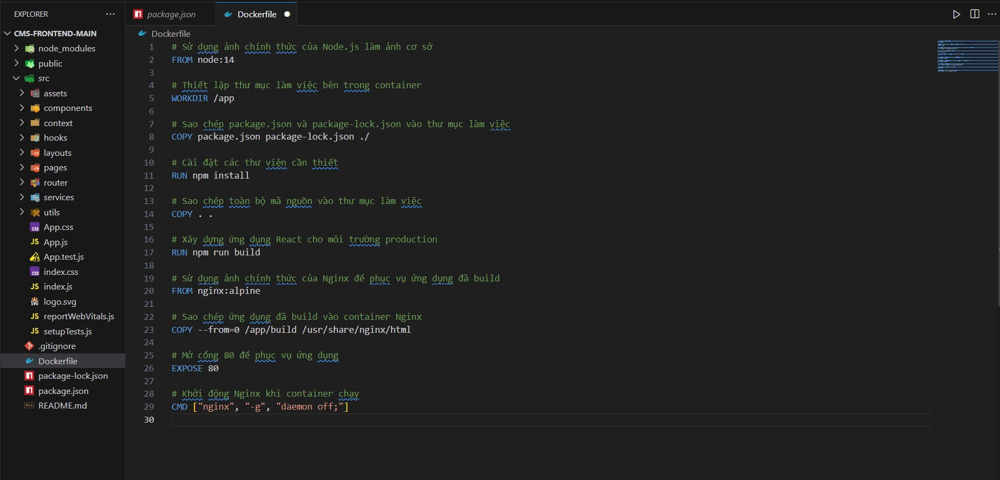 EXPLORER
CMS-FRONTEND-MAIN
node_modules
public
src
assets
components
context
hooks
layouts
pages
router
services
utils
App.css
App.js
App.test.js
index.css
index.js
logo.svg
reportWebVitals.js
setupTests.js
.gitignore
Dockerfile
package-lock.json
package.json
README.md
package.json
Dockerfile
Dockerfile
1 # Sử dụng ảnh chính thức của Node.js làm ảnh cơ sở
2 FROM node:14
3
4 # Thiết lập thư mục làm việc bên trong container
5 WORKDIR /app
6
7 # Sao chép package.json và package-lock.json vào thư mục làm việc
8 COPY package.json package-lock.json ./
9
10 # Cài đặt các thư viện cần thiết
11 RUN npm install
12
13 # Sao chép toàn bộ mã nguồn vào thư mục làm việc
14 COPY . .
15
16 # Xây dựng ứng dụng React cho môi trường production
17 RUN npm run build
18
19 # Sử dụng ảnh chính thức của Nginx để phục vụ ứng dụng đã build
20 FROM nginx:alpine
21
22 # Sao chép ứng dụng đã build vào container Nginx
23 COPY --from=0 /app/build /usr/share/nginx/html
24
25 # Mở cổng 80 để phục vụ ứng dụng
26 EXPOSE 80
27
28 # Khởi động Nginx khi container chạy
29 CMD ["nginx", "-g", "daemon off;"]
30